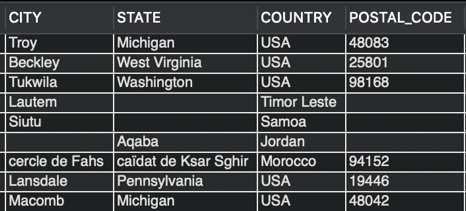 CITY STATE COUNTRY POSTAL_CODE
Troy Michigan USA 48083
Beckley West Virginia USA 25801
Tukwila Washington USA 98168
Lautem Timor Leste
Siutu Samoa
Aqaba Jordan
cercle de Fahs caïdat de Ksar Sghir Morocco 94152
Lansdale Pennsylvania USA 19446
Macomb Michigan USA 48042